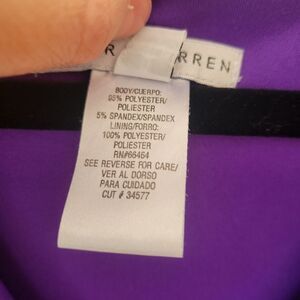 R RREN
BODY/CUERPO:
95% POLYESTER/
POLIESTER
5% SPANDEX/SPANDEX
LINING/FORRO:
100% POLYESTER/
POLIESTER
RN#66464
SEE REVERSE FOR CARE/
VER AL DORSO
PARA CUIDADO
CUT # 34577